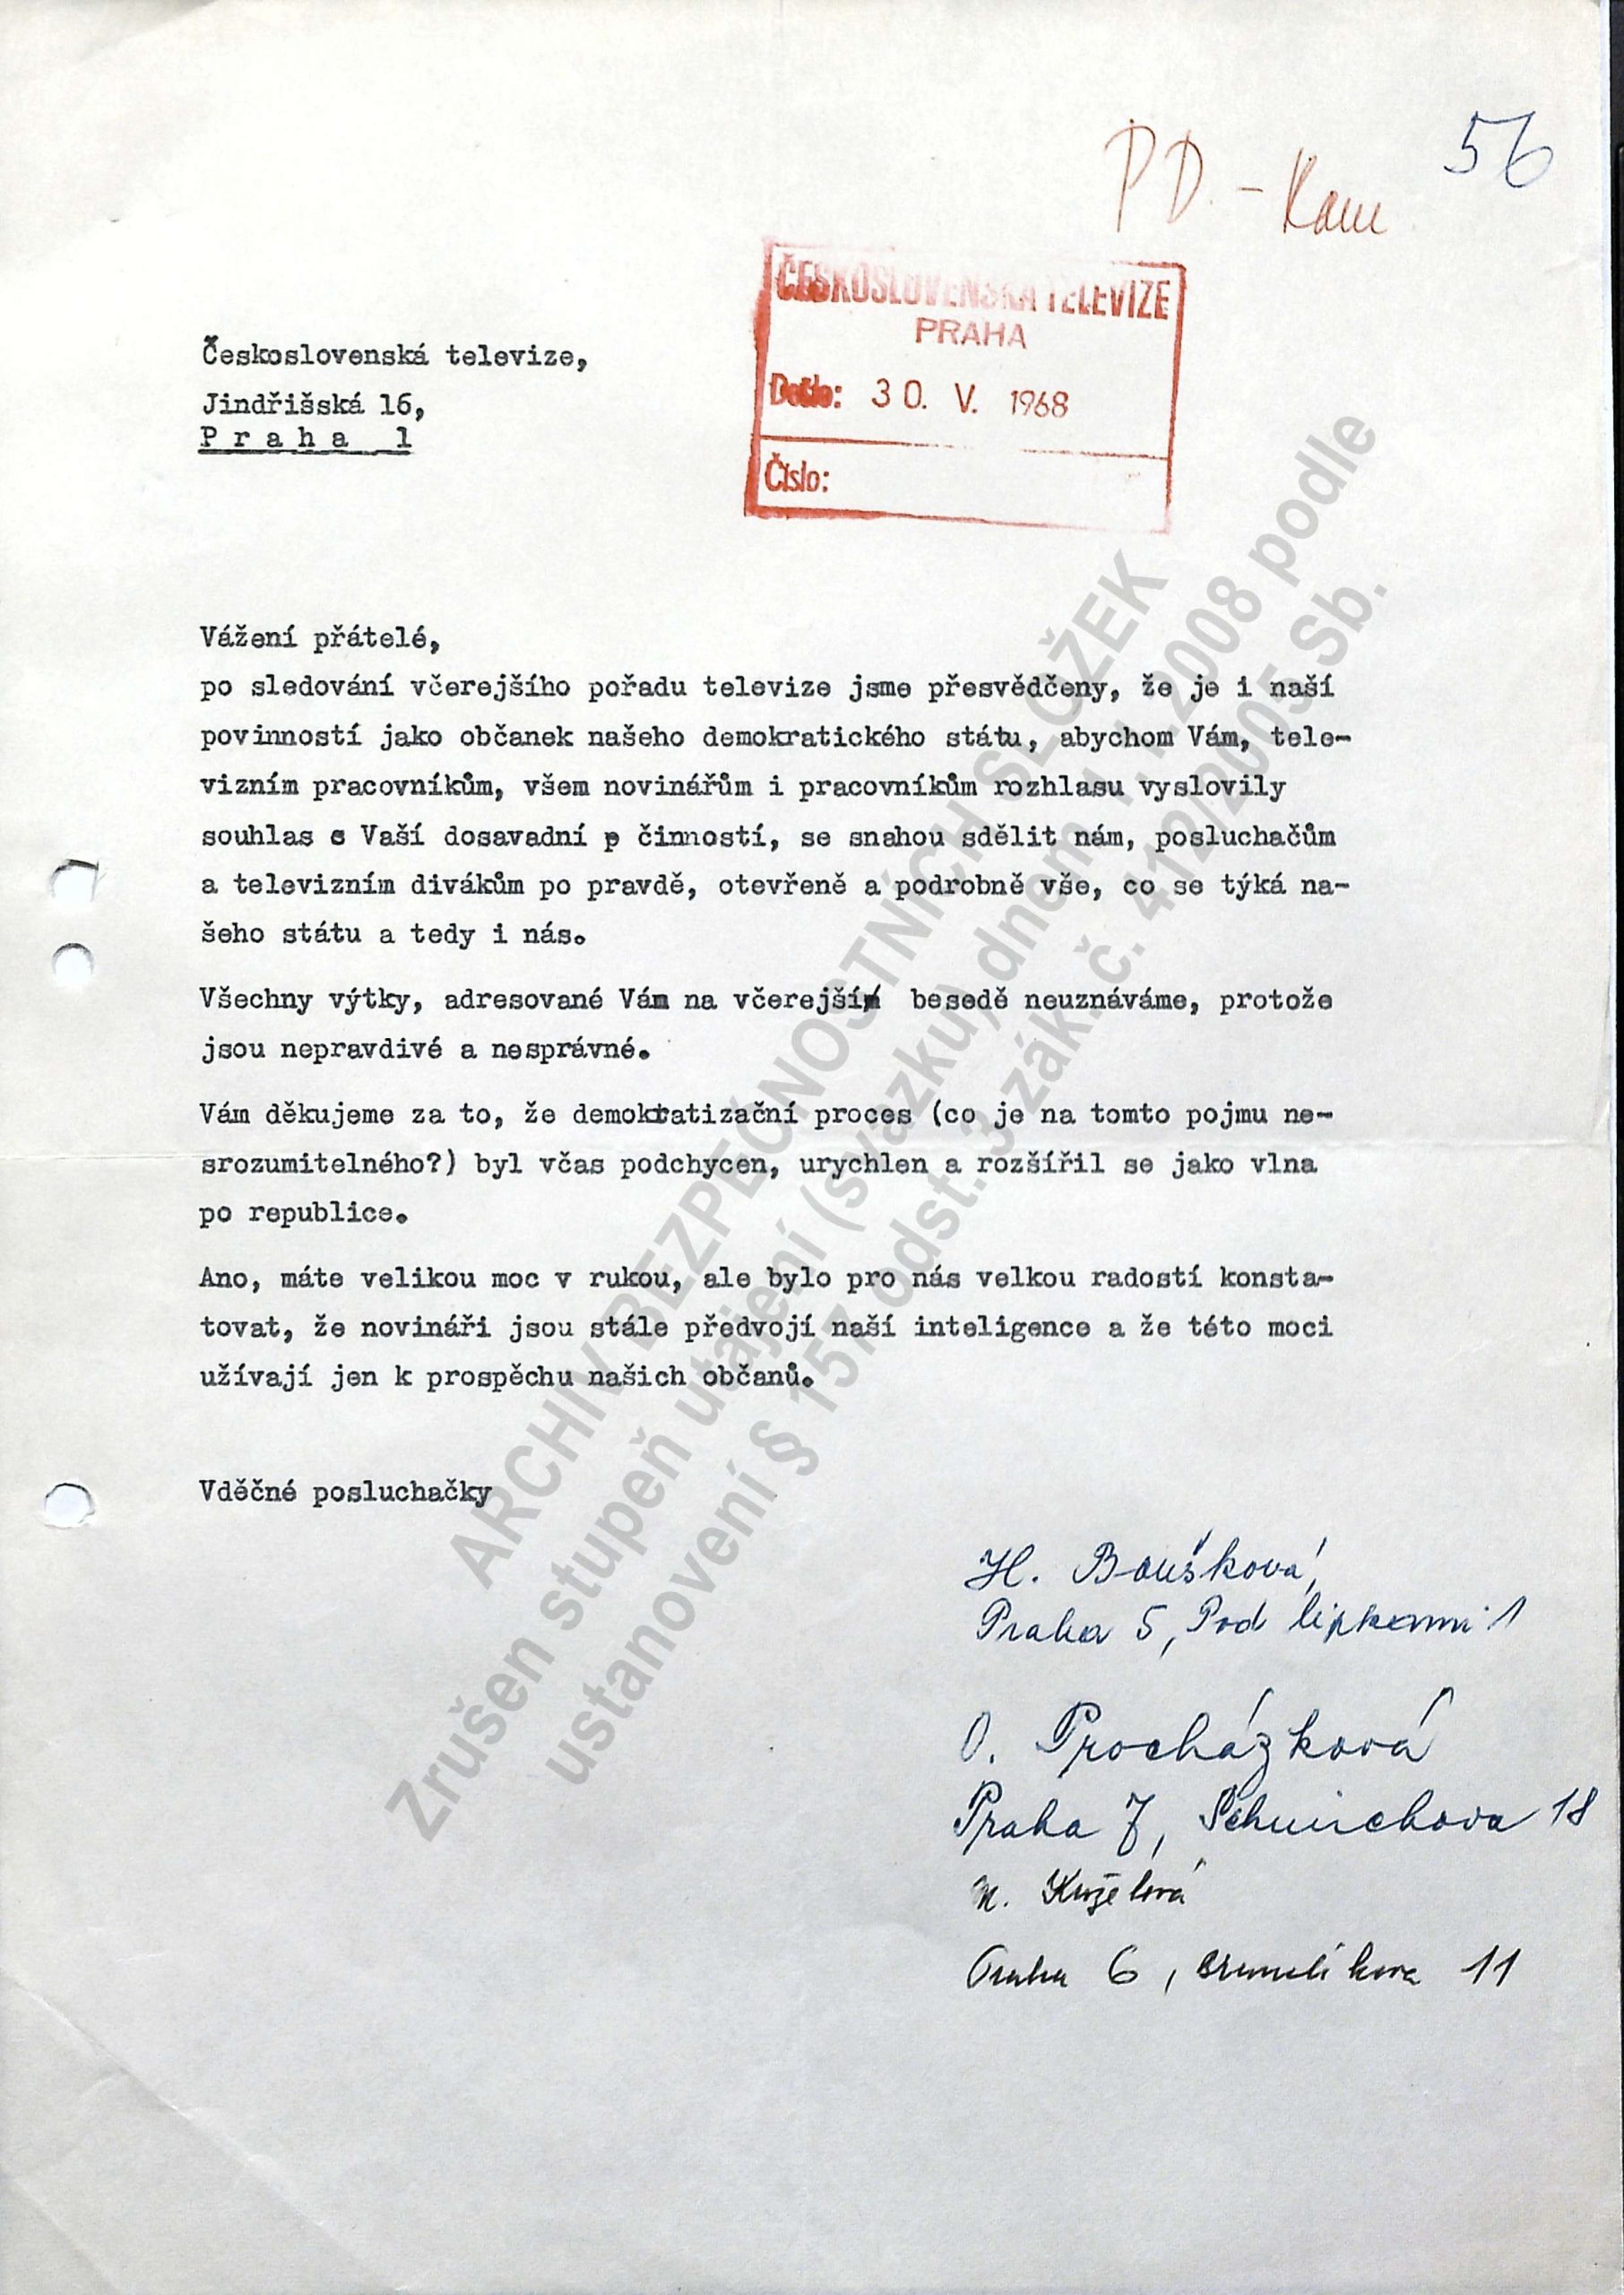 56
PD. - Kam
ČESKOSLOVENSKÁ TELEVIZE
PRAHA
Došlo: 30. V. 1968
Číslo:
Československá televize,
Jindřišská 16,
Praha 1
Vážení přátelé,
po sledování včerejšího pořadu televize jsme přesvědčeny, že je i naší
povinností jako občanek našeho demokratického státu, abychom Vám, tele-
vizním pracovníkům, všem novinářům i pracovníkům rozhlasu vyslovily
souhlas s Vaší dosavadní p činností, se snahou sdělit nám, posluchačům
a televizním divákům po pravdě, otevřeně a podrobně vše, co se týká na-
šeho státu a tedy i nás.
Všechny výtky, adresované Vám na včerejší besedě neuznáváme, protože
jsou nepravdivé a nesprávné.
Vám děkujeme za to, že demokratizační proces (co je na tomto pojmu ne-
srozumitelného?) byl včas podchycen, urychlen a rozšířil se jako vlna
po republice.
Ano, máte velikou moc v rukou, ale bylo pro nás velkou radostí konsta-
tovat, že novináři jsou stále předvojí naší inteligence a že této moci
užívají jen k prospěchu našich občanů.
Vděčné posluchačky
H. Boušková,
Praha 5, Pod lipkami 1
O. Procházková
Praha 7, Schnirchova 18
M. Kuželová
Praha 6, 11
ARCHIV BEZPEČNOSTNÍCH SLOŽEK
Zrušen stupeň utajení (svazku) dnem 1.1.2008 podle
ustanovení § 157 odst. 3 zák. č. 412/2005 Sb.